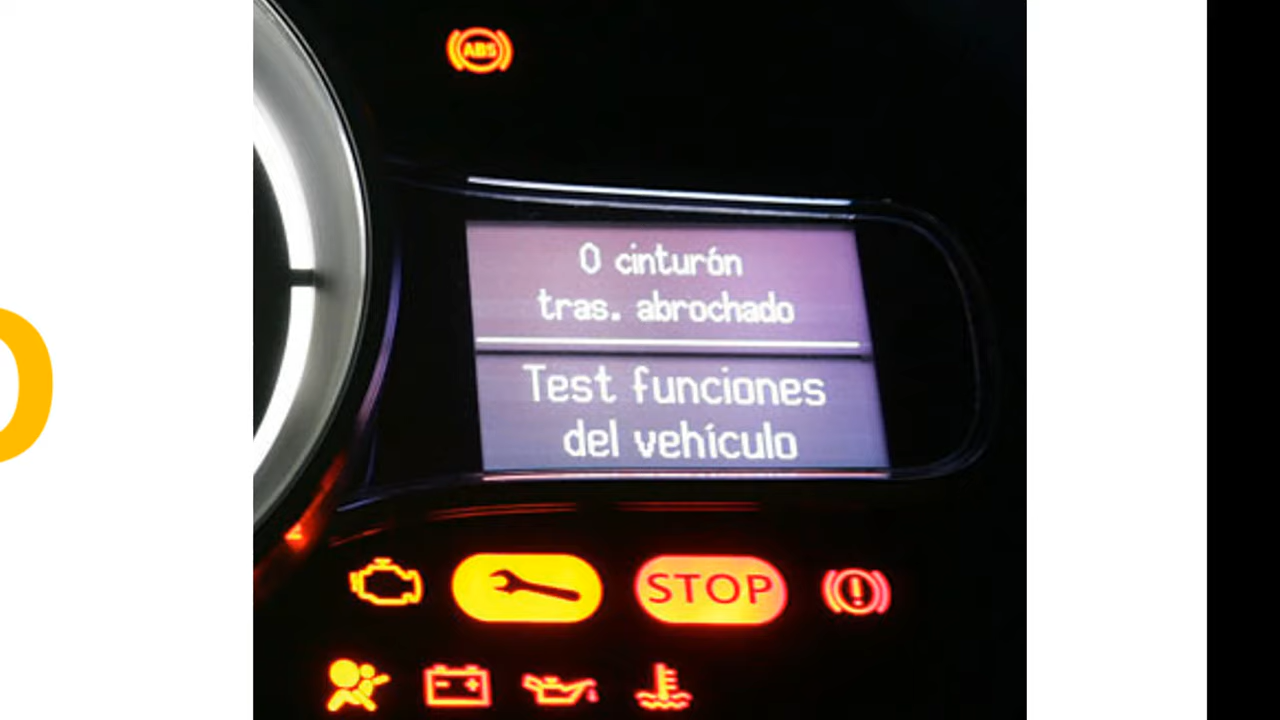 ABS
0 cinturón
tras. abrochado
Test funciones
del vehículo
STOP